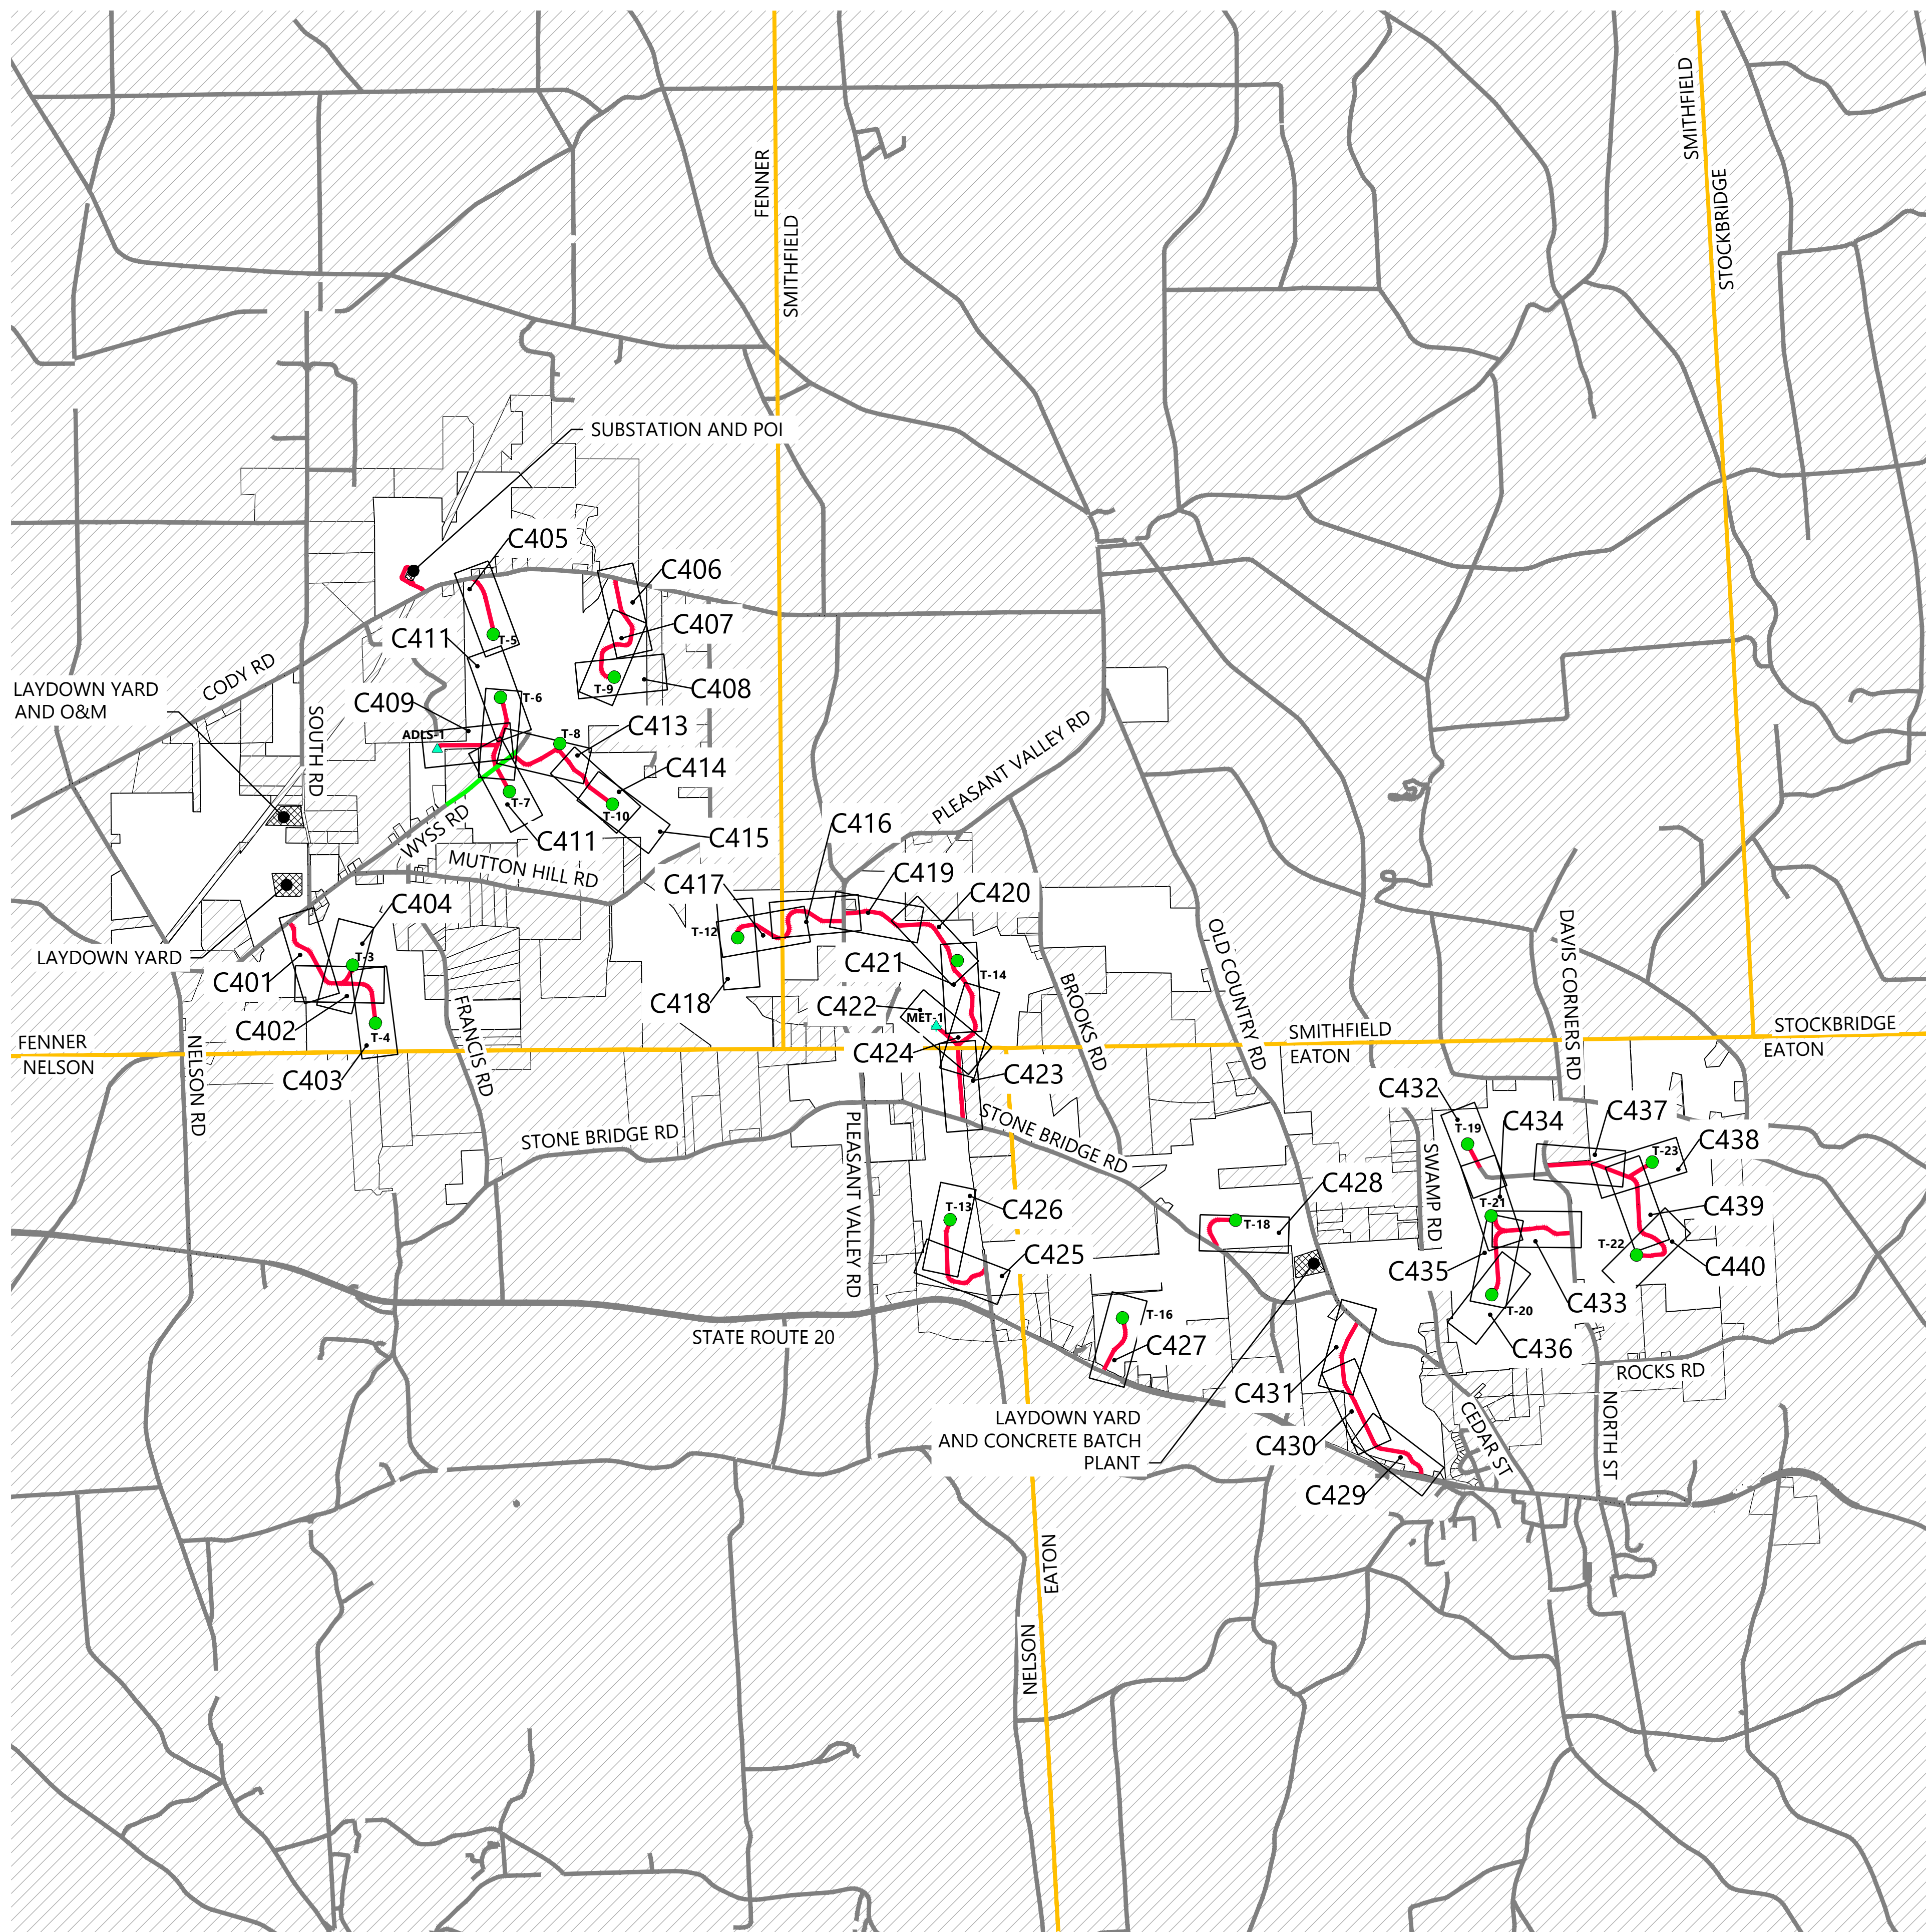 SMITHFIELD
FENNER
STOCKBRIDGE
SMITHFIELD
SUBSTATION AND POI
C405
C406
C407
T-5
C411
CODY RD
LAYDOWN YARD
AND O&M
C409
T-6
T-9
C408
SOUTH RD
ADLS-1
T-8
C413
PLEASANT VALLEY RD
C414
T-7
T-10
WYSS RD
C411
C415
C416
MUTTON HILL RD
C417
C419
C420
C404
T-12
OLD COUNTRY RD
DAVIS CORNERS RD
LAYDOWN YARD
T-3
C401
C421
T-14
BROOKS RD
C418
C422
MET-1
FRANCIS RD
C402
T-4
FENNER
NELSON
NELSON RD
C424
SMITHFIELD
EATON
STOCKBRIDGE
EATON
C403
C423
C432
STONE BRIDGE RD
STONE BRIDGE RD
PLEASANT VALLEY RD
C434
C437
T-19
C438
T-23
SWAMP RD
C428
T-21
C426
T-13
T-18
C439
C425
T-22
C435
C440
C433
T-20
T-16
C427
C436
STATE ROUTE 20
ROCKS RD
C431
LAYDOWN YARD
AND CONCRETE BATCH
PLANT
C430
CEDAR ST
NORTH ST
C429
EATON
NELSON